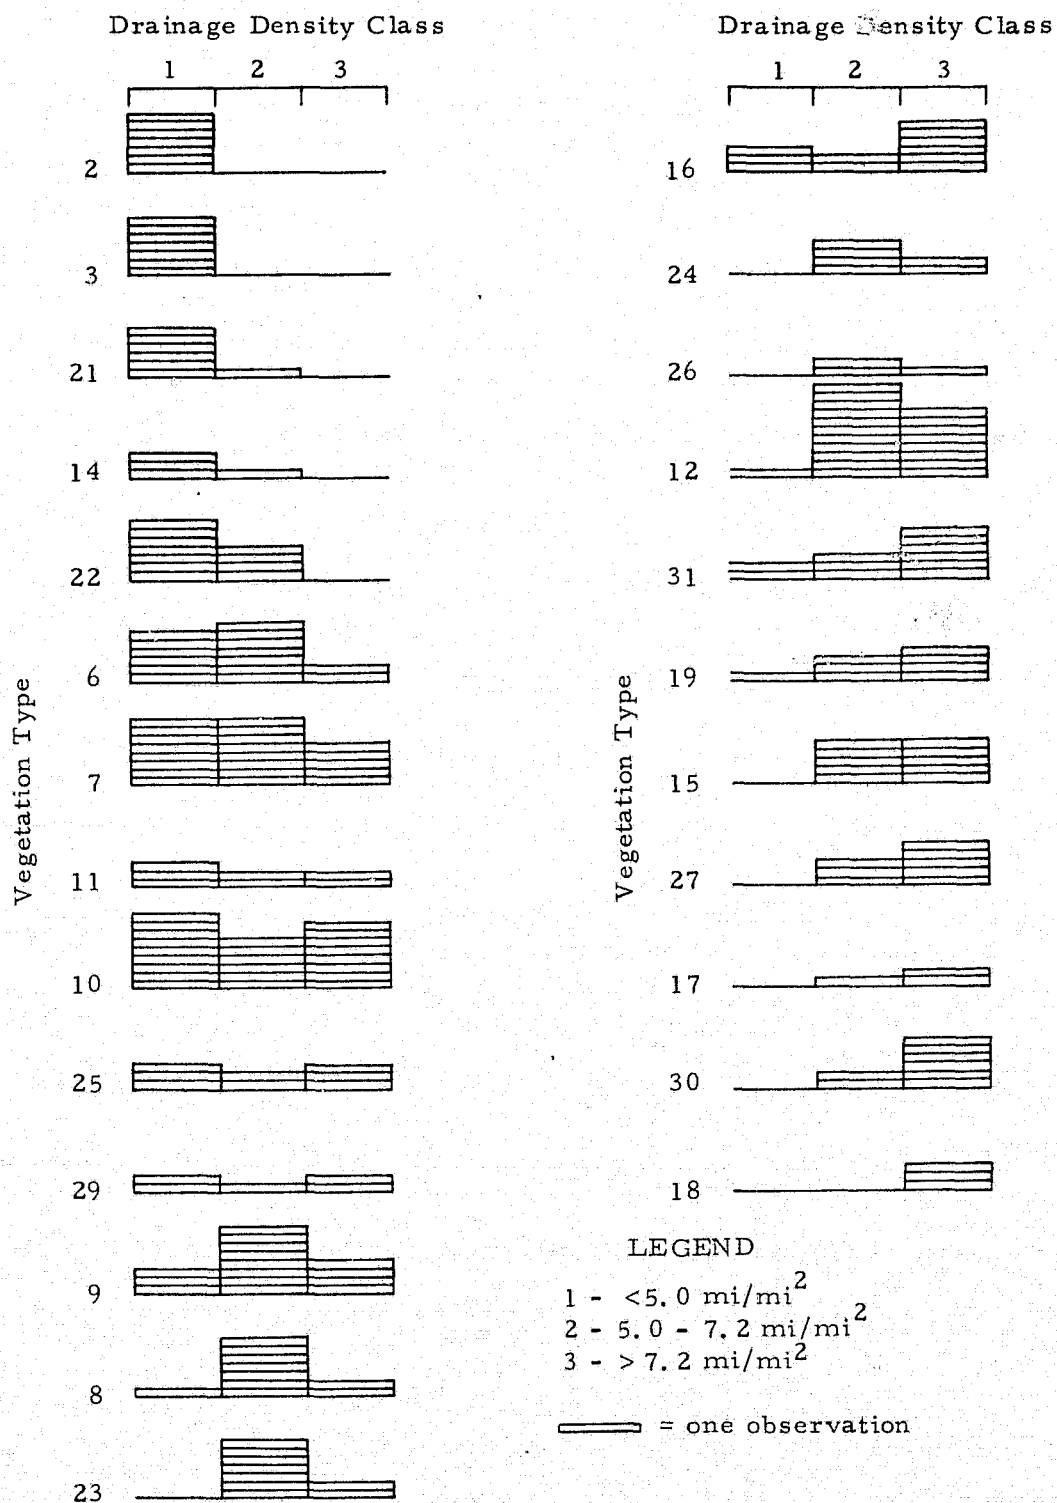 Drainage Density Class
1 2 3
2
3
21
14
22
6
7
11
10
25
29
9
8
23
Vegetation Type
Drainage Density Class
1 2 3
16
24
26
12
31
19
15
27
17
30
18
Vegetation Type
LEGEND
1 - <5.0 mi/mi²
2 - 5.0 - 7.2 mi/mi²
3 - >7.2 mi/mi²
= one observation